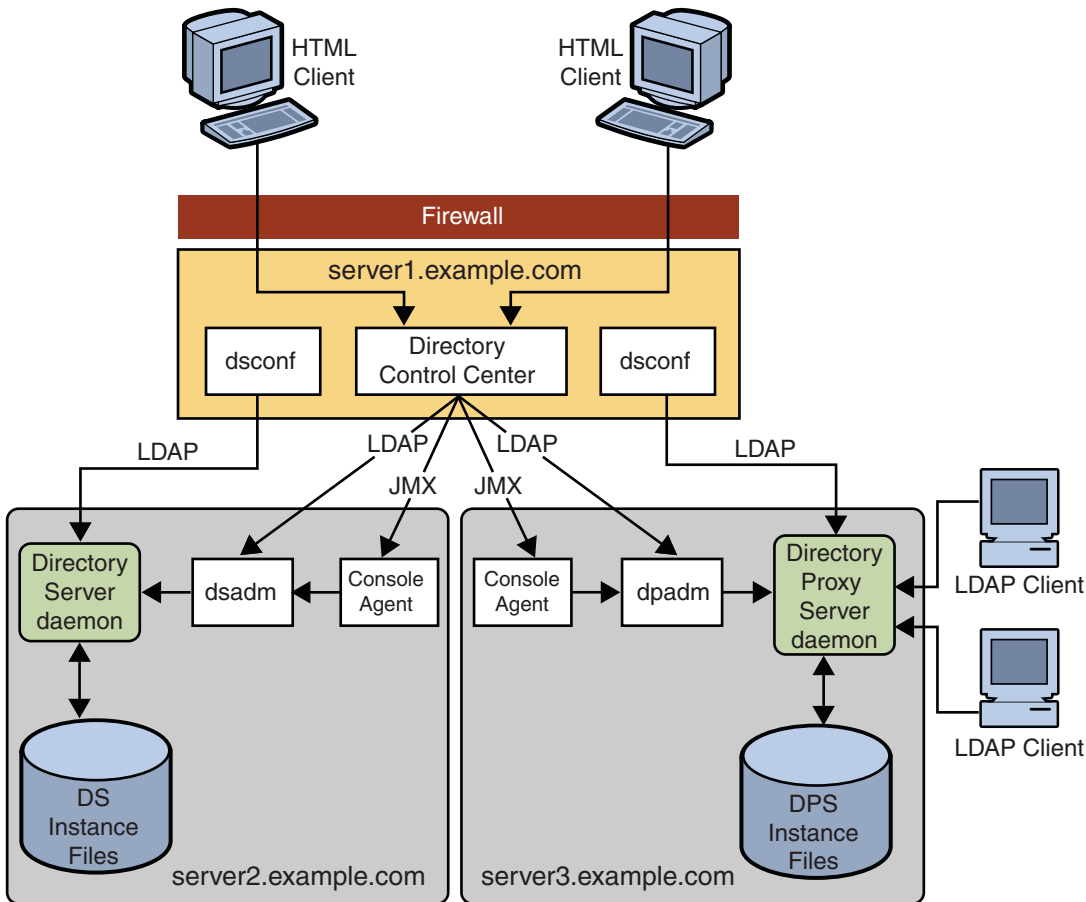 HTML
Client
HTML
Client
Firewall
server1.example.com
dsconf
Directory
Control Center
dsconf
LDAP
LDAP
LDAP
LDAP
JMX
JMX
Directory
Server
daemon
dsadm
Console
Agent
Console
Agent
dpadm
Directory
Proxy
Server
daemon
LDAP Client
LDAP Client
DS
Instance
Files
DPS
Instance
Files
server2.example.com
server3.example.com